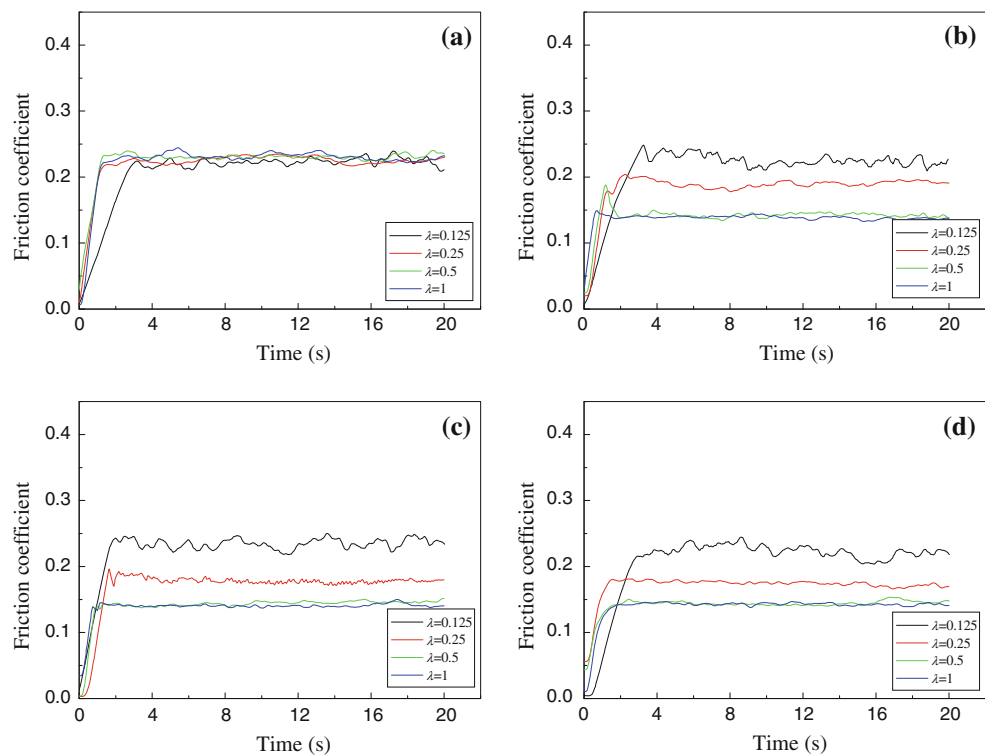 (a)
Friction coefficient
0.4
0.3
0.2
0.1
0.0
λ=0.125
λ=0.25
λ=0.5
λ=1
0 4 8 12 16 20
Time (s)
(b)
Friction coefficient
0.4
0.3
0.2
0.1
0.0
λ=0.125
λ=0.25
λ=0.5
λ=1
0 4 8 12 16 20
Time (s)
(c)
Friction coefficient
0.4
0.3
0.2
0.1
0.0
λ=0.125
λ=0.25
λ=0.5
λ=1
0 4 8 12 16 20
Time (s)
(d)
Friction coefficient
0.4
0.3
0.2
0.1
0.0
λ=0.125
λ=0.25
λ=0.5
λ=1
0 4 8 12 16 20
Time (s)